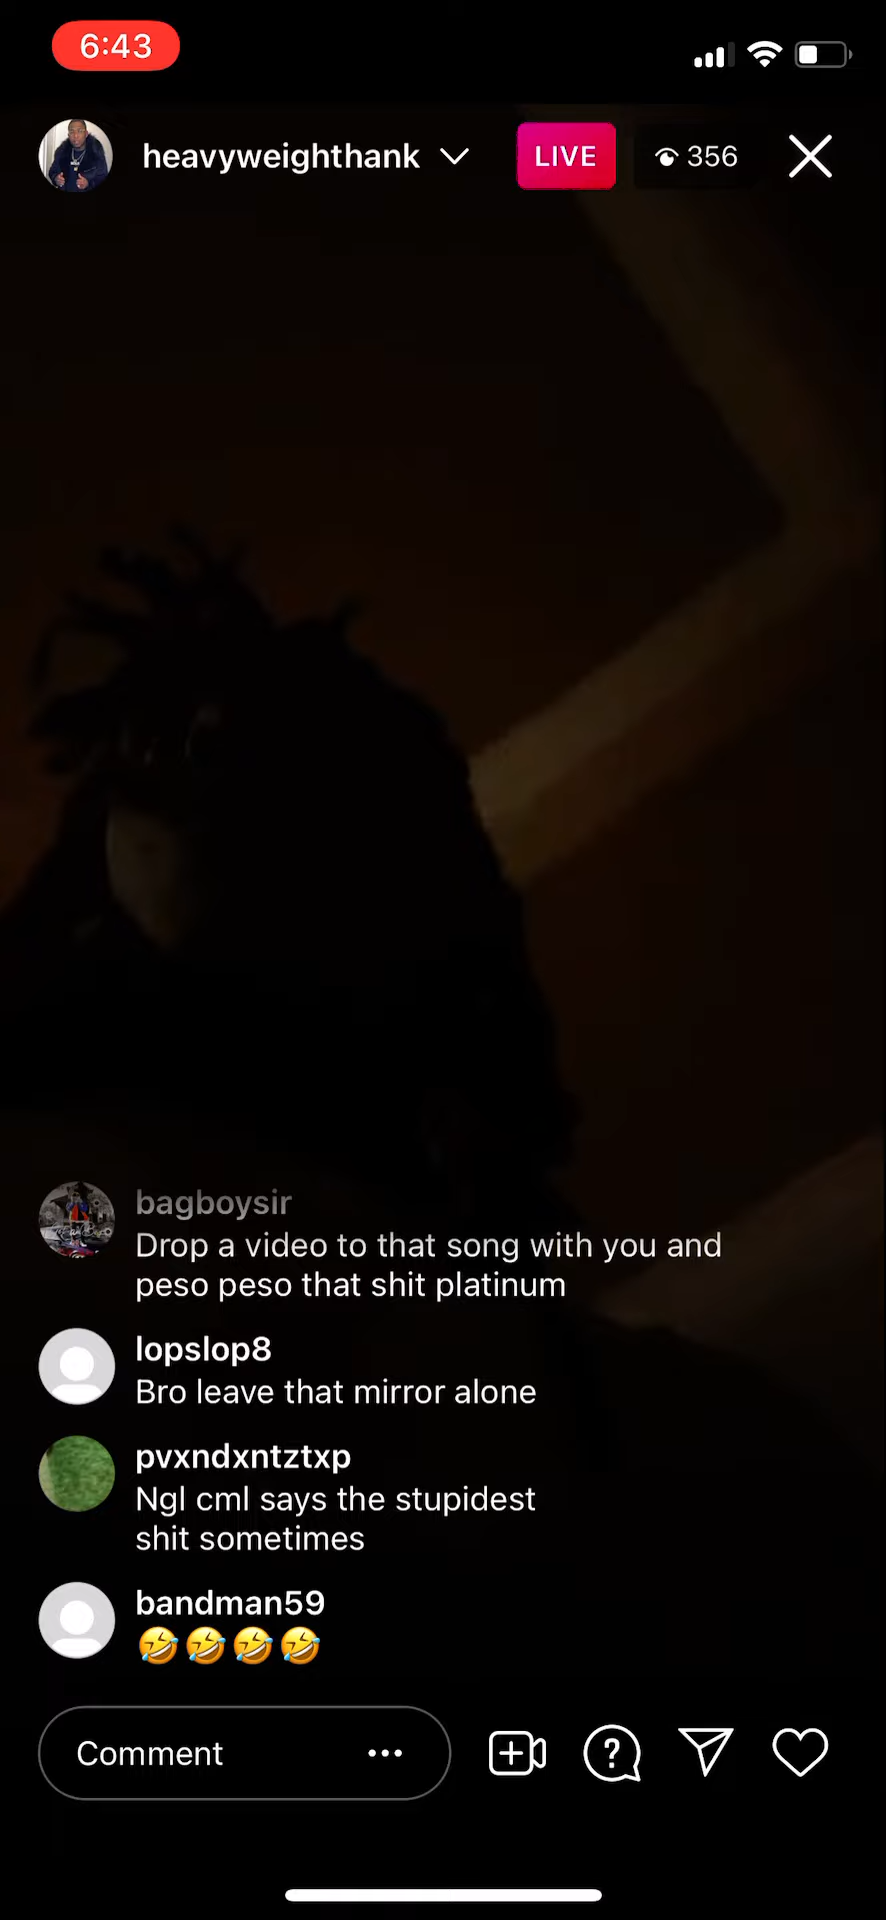 6:43
heavyweighthank
LIVE
356
bagboysir
Drop a video to that song with you and
peso peso that shit platinum
lopslop8
Bro leave that mirror alone
pvxndxntztxp
Ngl cml says the stupidest
shit sometimes
bandman59
🤣🤣🤣🤣
Comment